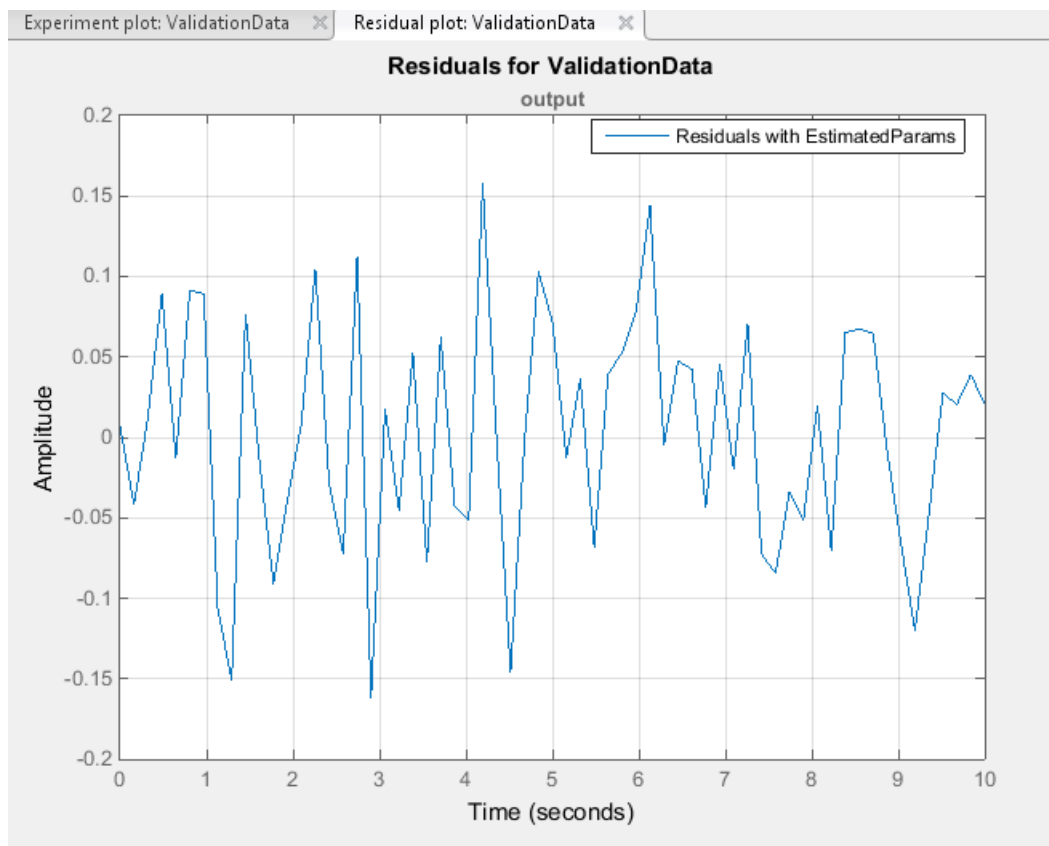 Experiment plot: ValidationData
Residual plot: ValidationData
Residuals for ValidationData
output
Residuals with EstimatedParams
0.2
0.15
0.1
0.05
0
-0.05
-0.1
-0.15
-0.2
Amplitude
0 1 2 3 4 5 6 7 8 9 10
Time (seconds)